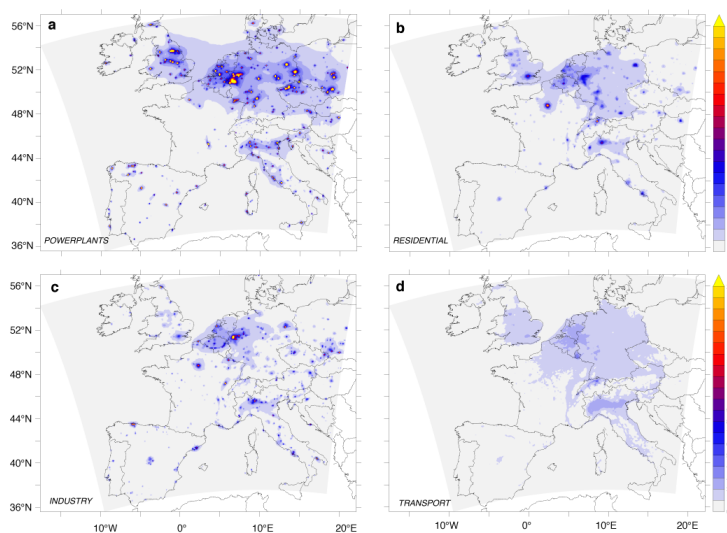 a
b
56°N
52°N
48°N
44°N
40°N
36°N
POWERPLANTS
RESIDENTIAL
c
d
56°N
52°N
48°N
44°N
40°N
36°N
INDUSTRY
TRANSPORT
10°W
0°
10°E
20°E
10°W
0°
10°E
20°E